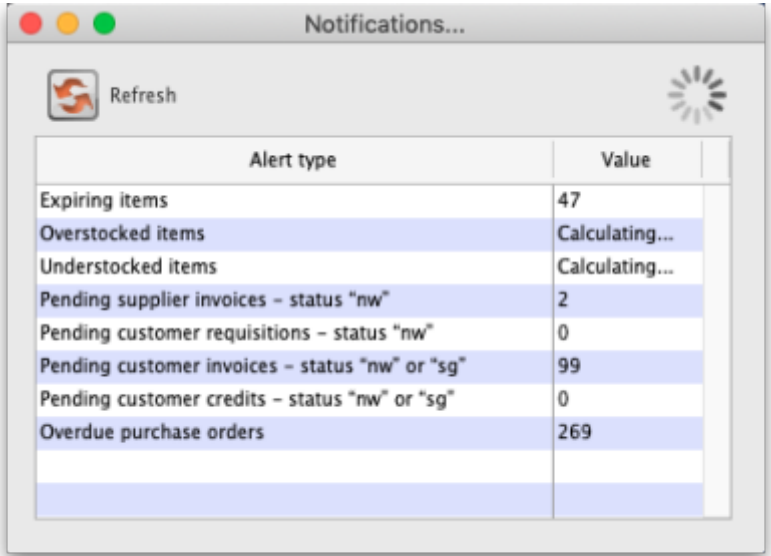 Notifications...
Refresh
Alert type Value
Expiring items 47
Overstocked items Calculating...
Understocked items Calculating...
Pending supplier invoices – status “nw” 2
Pending customer requisitions – status “nw” 0
Pending customer invoices – status “nw” or “sg” 99
Pending customer credits – status “nw” or “sg” 0
Overdue purchase orders 269